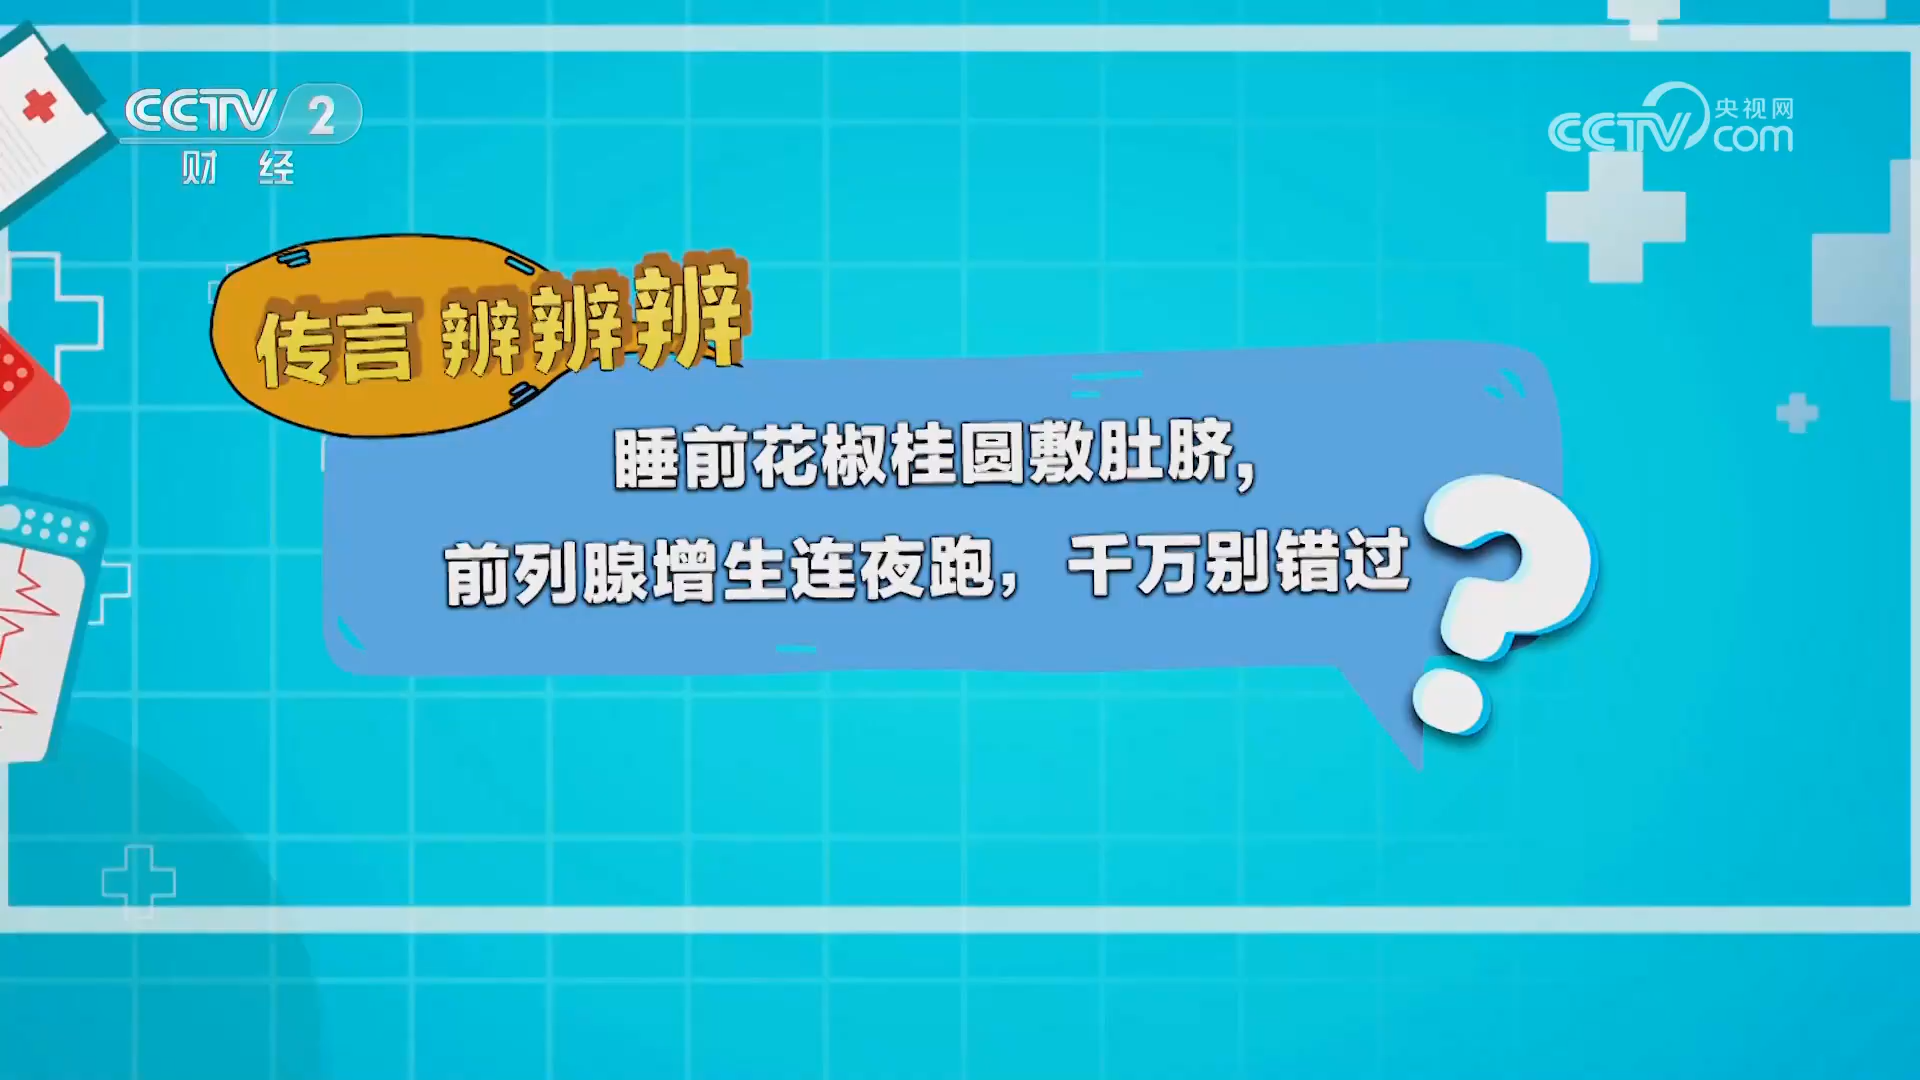 CCTV 2
财 经
CCTV.com 央视网
传言 辨辨辨
睡前花椒桂圆敷肚脐,
前列腺增生连夜跑，千万别错过
?